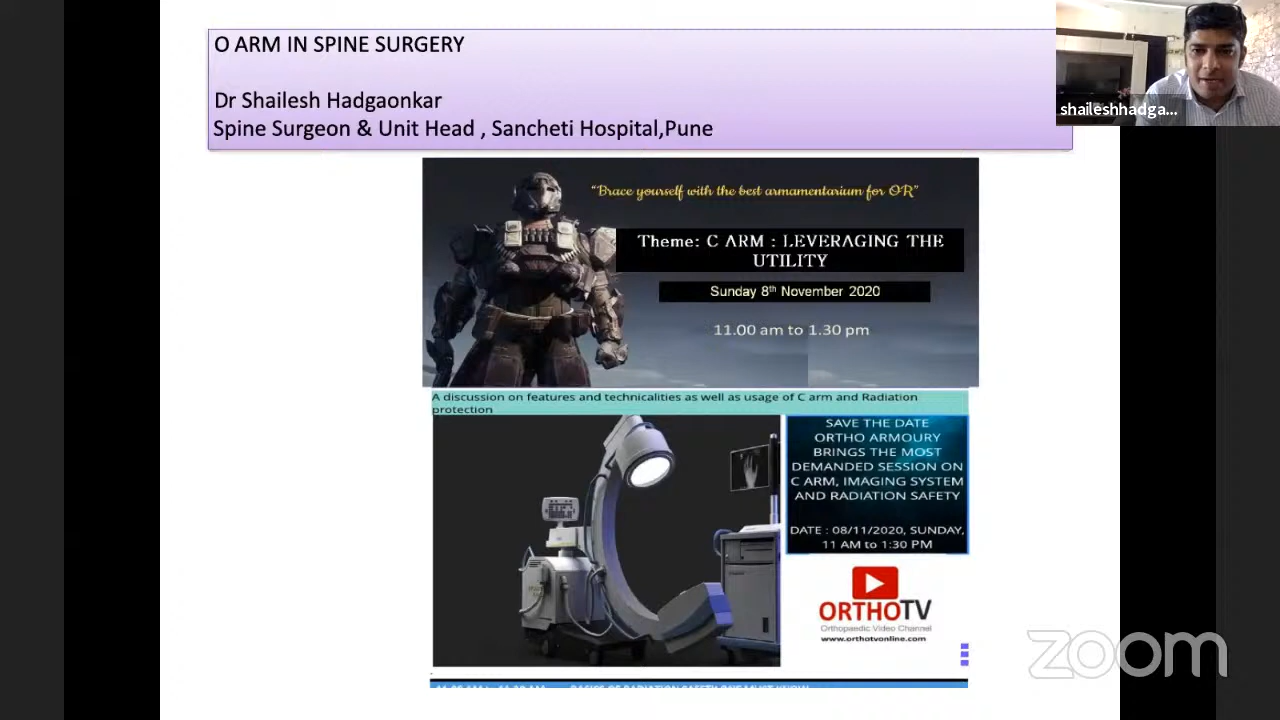 O ARM IN SPINE SURGERY
Dr Shailesh Hadgaonkar
Spine Surgeon & Unit Head , Sancheti Hospital,Pune
shaileshhadga...
“Brace yourself with the best armamentarium for OR”
Theme: C ARM : LEVERAGING THE
UTILITY
Sunday 8th November 2020
11.00 am to 1.30 pm
A discussion on features and technicalities as well as usage of C arm and Radiation
protection
SAVE THE DATE
ORTHO ARMOURY
BRINGS THE MOST
DEMANDED SESSION ON
C ARM, IMAGING SYSTEM
AND RADIATION SAFETY
DATE : 08/11/2020, SUNDAY,
11 AM to 1:30 PM
ORTHOTV
Orthopaedic Video Channel
www.orthotvonline.com
zoom